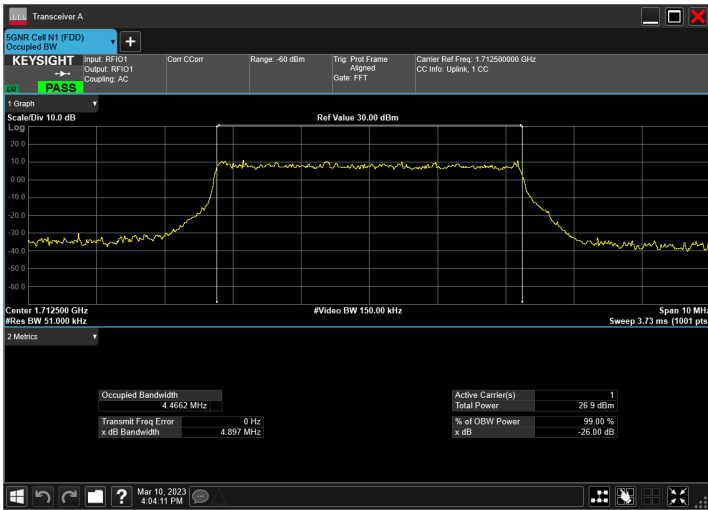 Transceiver A
5GNR Cell N1 (FDD)
Occupied BW
KEYSIGHT
LXI
PASS
Input: RFIO1
Output: RFIO1
Coupling: AC
Corr CCorr
Range: -60 dBm
Trig: Prot Frame
Aligned
Gate: FFT
Carrier Ref Freq: 1.712500000 GHz
CC Info: Uplink, 1 CC
1 Graph
Scale/Div 10.0 dB
Ref Value 30.00 dBm
Log
20.0
10.0
0.00
-10.0
-20.0
-30.0
-40.0
-50.0
-60.0
Center 1.712500 GHz
#Video BW 150.00 kHz
Span 10 MHz
#Res BW 51.000 kHz
Sweep 3.73 ms (1001 pts
2 Metrics
Occupied Bandwidth
4.4662 MHz
Transmit Freq Error 0 Hz
x dB Bandwidth 4.897 MHz
Active Carrier(s) 1
Total Power 26.9 dBm
% of OBW Power 99.00 %
x dB -26.00 dB
Mar 10, 2023
4:04:11 PM